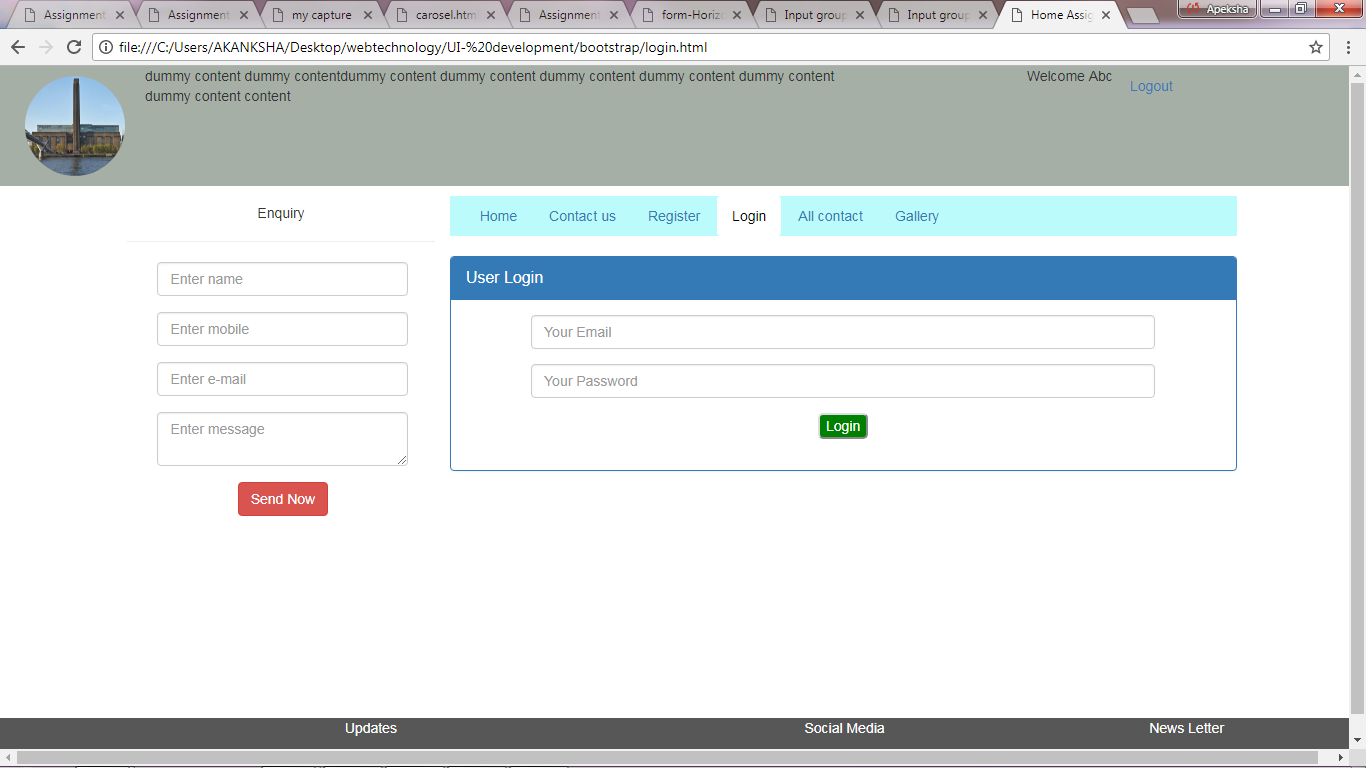 Assignment
Assignment
my capture
carosel.htm
Assignment
form-Horizo
Input group
Input group
Home Assig
Apeksha
file:///C:/Users/AKANKSHA/Desktop/webtechnology/UI-%20development/bootstrap/login.html
dummy content dummy contentdummy content dummy content dummy content dummy content dummy content
dummy content content
Welcome Abc
Logout
Enquiry
Home Contact us Register Login All contact Gallery
Enter name
Enter mobile
Enter e-mail
Enter message
Send Now
User Login
Your Email
Your Password
Login
Updates Social Media News Letter